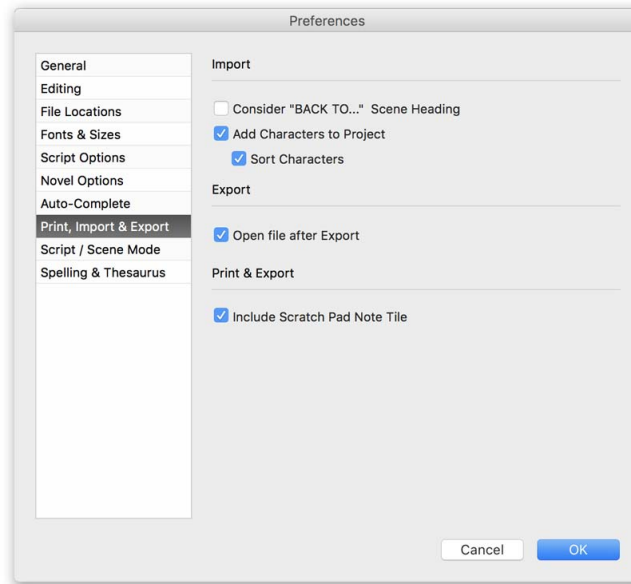 Preferences
General
Editing
File Locations
Fonts & Sizes
Script Options
Novel Options
Auto-Complete
Print, Import & Export
Script / Scene Mode
Spelling & Thesaurus
Import
Consider "BACK TO..." Scene Heading
Add Characters to Project
Sort Characters
Export
Open file after Export
Print & Export
Include Scratch Pad Note Tile
Cancel
OK